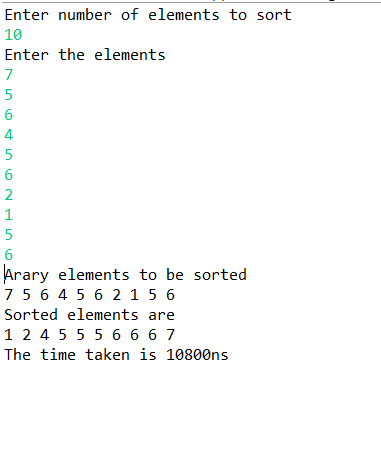 Enter number of elements to sort
10
Enter the elements
7
5
6
4
5
6
2
1
5
6
Arary elements to be sorted
7 5 6 4 5 6 2 1 5 6
Sorted elements are
1 2 4 5 5 5 6 6 6 7
The time taken is 10800ns